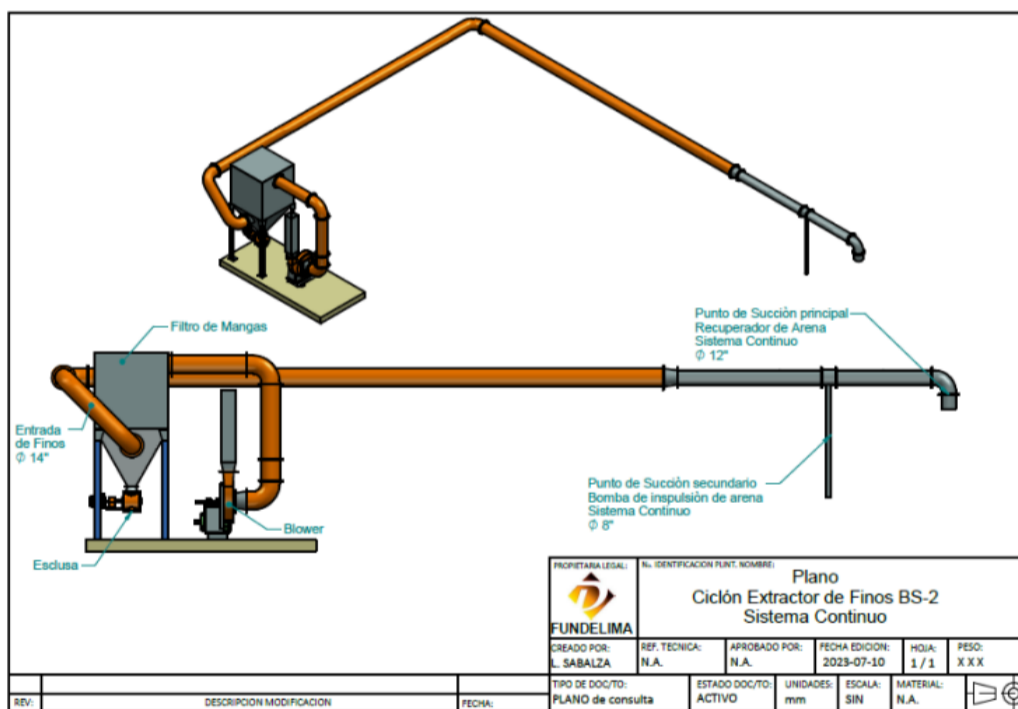 Filtro de Mangas
Punto de Succiòn principal
Recuperador de Arena
Sistema Continuo
∅ 12"
Entrada
de Finos
∅ 14"
Punto de Succiòn secundario
Bomba de inspulsiòn de arena
Sistema Continuo
∅ 8"
Blower
Esclusa
PROPIETARIA LEGAL:
FUNDELIMA
No. IDENTIFICACION PLINT. NOMBRE:
Plano
Ciclón Extractor de Finos BS-2
Sistema Continuo
CREADO POR:
L. SABALZA
REF. TECNICA:
N.A.
APROBADO POR:
N.A.
FECHA EDICION:
2023-07-10
HOJA:
1 / 1
PESO:
X X X
TIPO DE DOC/TO:
PLANO de consulta
ESTADO DOC/TO:
ACTIVO
UNIDADES:
mm
ESCALA:
SIN
MATERIAL:
N.A.
REV:
DESCRIPCION MODIFICACION
FECHA: